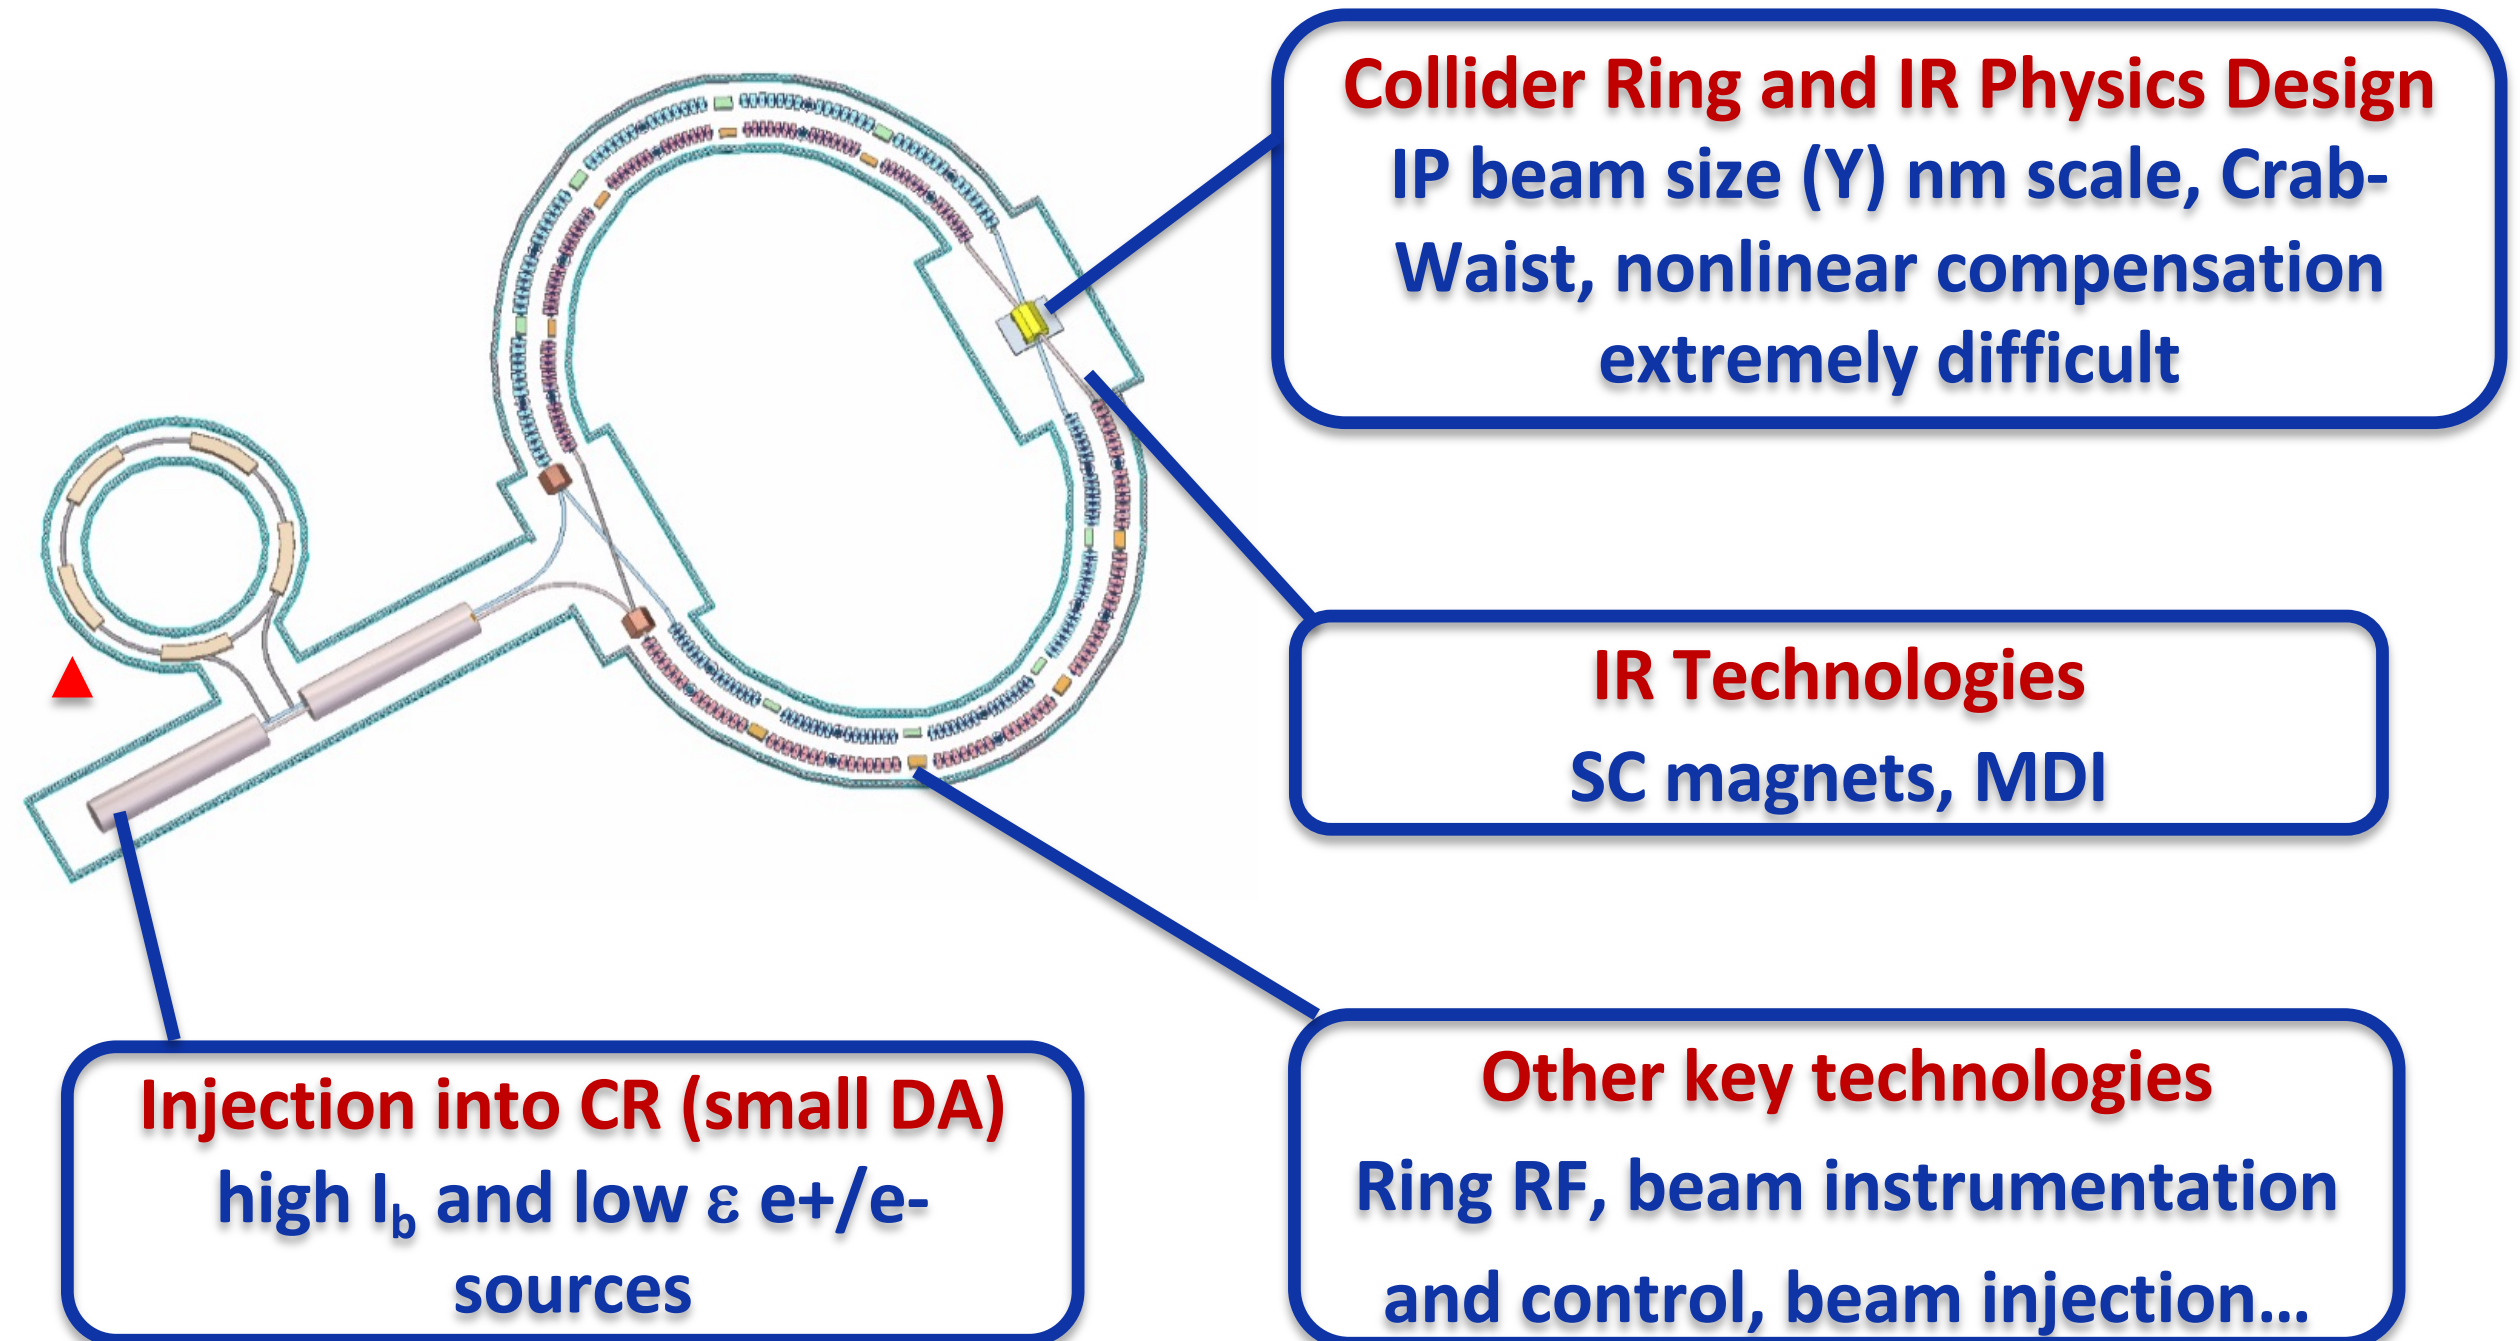 Collider Ring and IR Physics Design
IP beam size (Y) nm scale, Crab-
Waist, nonlinear compensation
extremely difficult
IR Technologies
SC magnets, MDI
Injection into CR (small DA)
high I_b and low ε e+/e-
sources
Other key technologies
Ring RF, beam instrumentation
and control, beam injection...